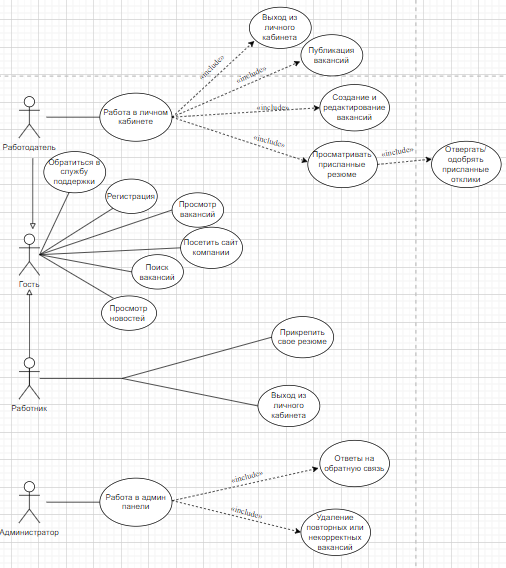 Выход из
личного
кабинета
«include»
Публикация
вакансий
«include»
Работа в личном
кабинете
«include»
Создание и
редактирование
вакансий
Работодатель
«include»
Просматривать
присланные
резюме
«include»
Отвергать/
одобрять
присланные
отклики
Обратиться в
службу
поддержки
Регистрация
Просмотр
вакансий
Посетить сайт
компании
Гость
Поиск
вакансий
Просмотр
новостей
Прикрепить
свое резюме
Работник
Выход из
личного
кабинета
Ответы на
обратную связь
«include»
Работа в админ
панели
«include»
Удаление
повторных или
некорректных
вакансий
Администратор